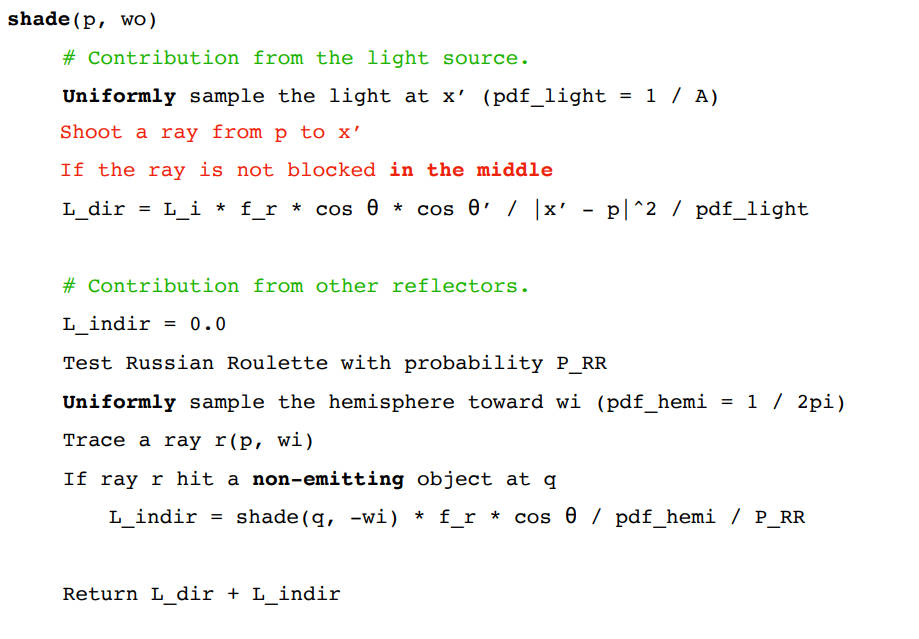 shade(p, wo)
# Contribution from the light source.
Uniformly sample the light at x′ (pdf_light = 1 / A)
Shoot a ray from p to x′
If the ray is not blocked in the middle
L_dir = L_i * f_r * cos θ * cos θ′ / |x′ - p|^2 / pdf_light
# Contribution from other reflectors.
L_indir = 0.0
Test Russian Roulette with probability P_RR
Uniformly sample the hemisphere toward wi (pdf_hemi = 1 / 2pi)
Trace a ray r(p, wi)
If ray r hit a non-emitting object at q
L_indir = shade(q, -wi) * f_r * cos θ / pdf_hemi / P_RR
Return L_dir + L_indir